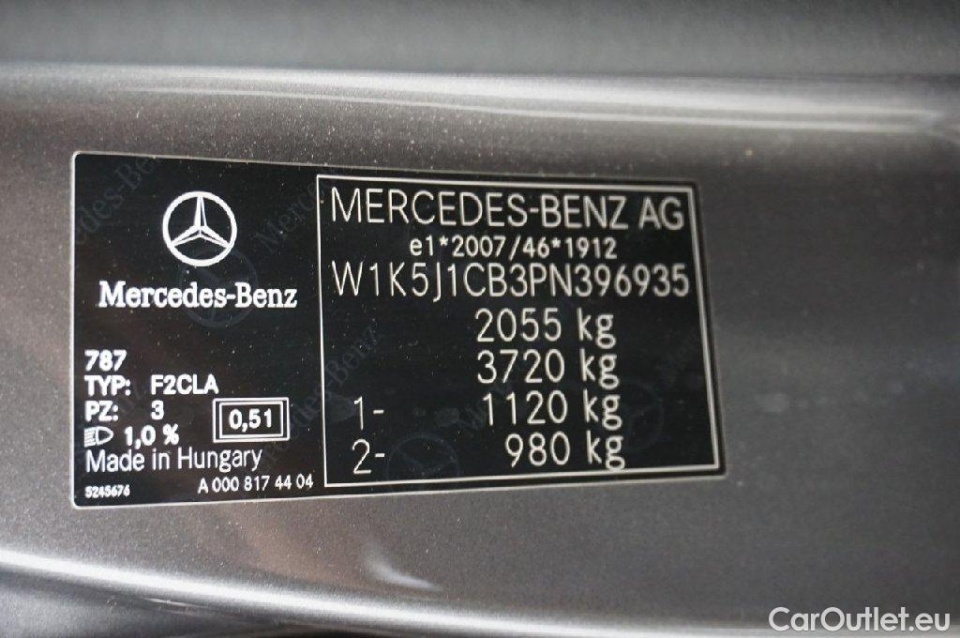 Mercedes-Benz
787
TYP: F2CLA
PZ: 3
0,51
1,0 %
Made in Hungary
5245676
A 000 817 44 04
MERCEDES-BENZ AG
e1*2007/46*1912
W1K5J1CB3PN396935
2055 kg
3720 kg
1- 1120 kg
2- 980 kg
CarOutlet.eu